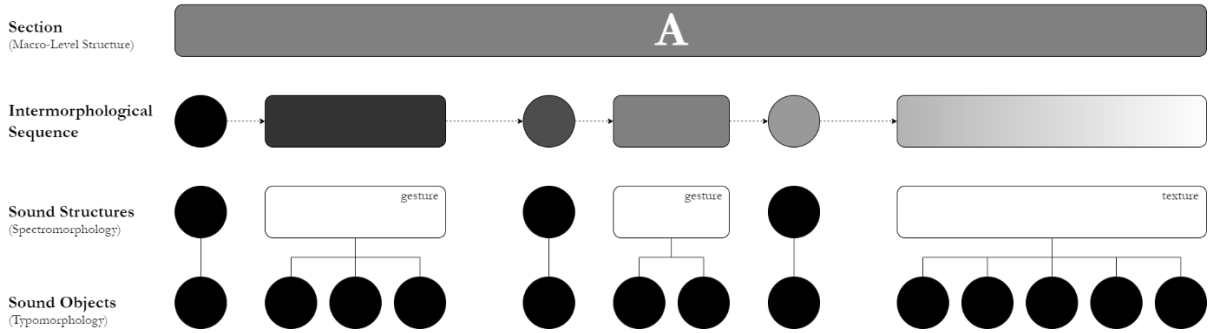 Section
(Macro-Level Structure)
A
Intermorphological
Sequence
Sound Structures
(Spectromorphology)
gesture
gesture
texture
Sound Objects
(Typomorphology)